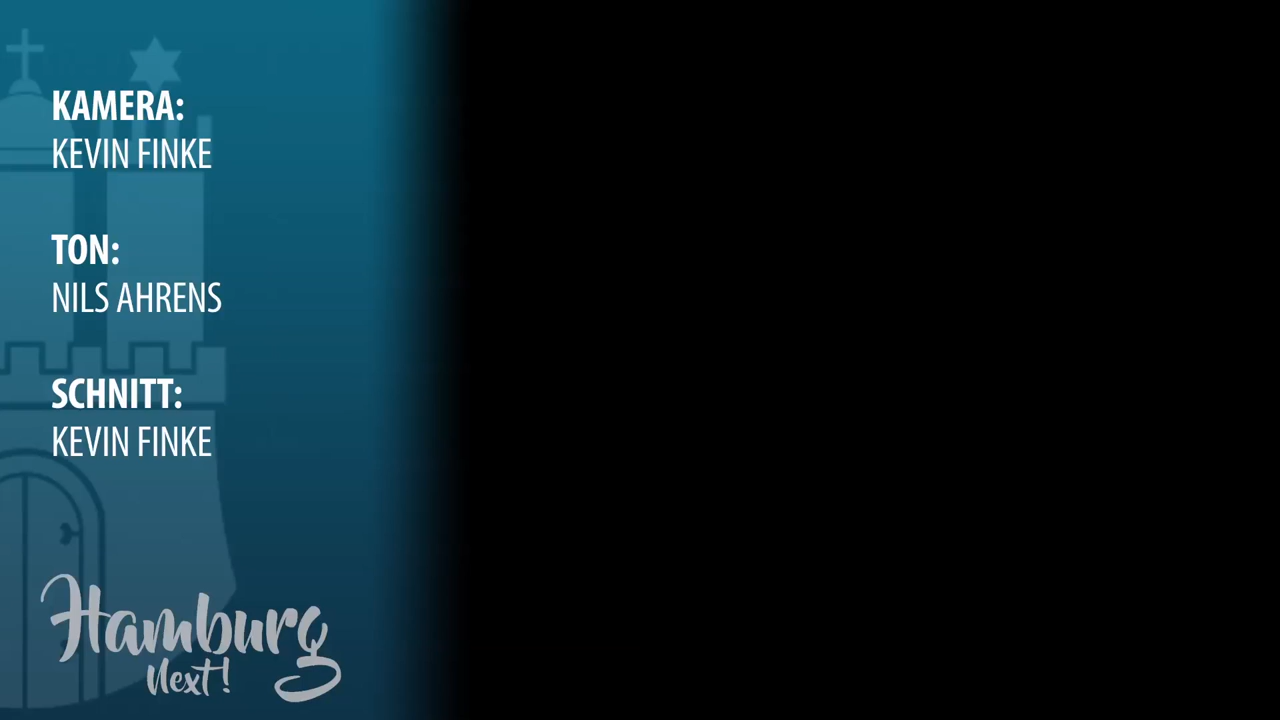 KAMERA:
KEVIN FINKE
TON:
NILS AHRENS
SCHNITT:
KEVIN FINKE
Hamburg
Next!